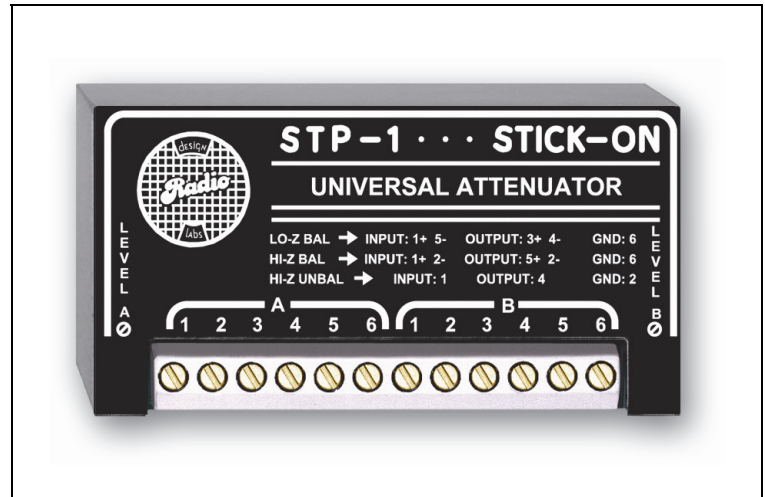 STP-1 · · · STICK-ON
design
Radio
labs
UNIVERSAL ATTENUATOR
LO-Z BAL → INPUT: 1+ 5- OUTPUT: 3+ 4- GND: 6
HI-Z BAL → INPUT: 1+ 2- OUTPUT: 5+ 2- GND: 6
HI-Z UNBAL → INPUT: 1 OUTPUT: 4 GND: 2
LEVEL A
LEVEL B
A
B
1 2 3 4 5 6 1 2 3 4 5 6